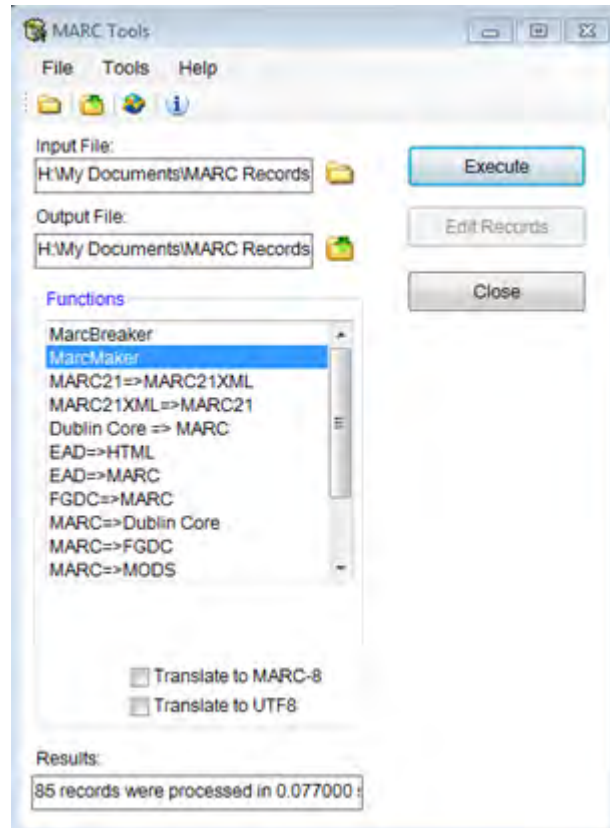 MARC Tools
File Tools Help
Input File:
H:\My Documents\MARC Records
Execute
Output File:
Edit Records
H:\My Documents\MARC Records
Close
Functions
MarcBreaker
MarcMaker
MARC21=>MARC21XML
MARC21XML=>MARC21
Dublin Core => MARC
EAD=>HTML
EAD=>MARC
FGDC=>MARC
MARC=>Dublin Core
MARC=>FGDC
MARC=>MODS
Translate to MARC-8
Translate to UTF8
Results:
85 records were processed in 0.077000